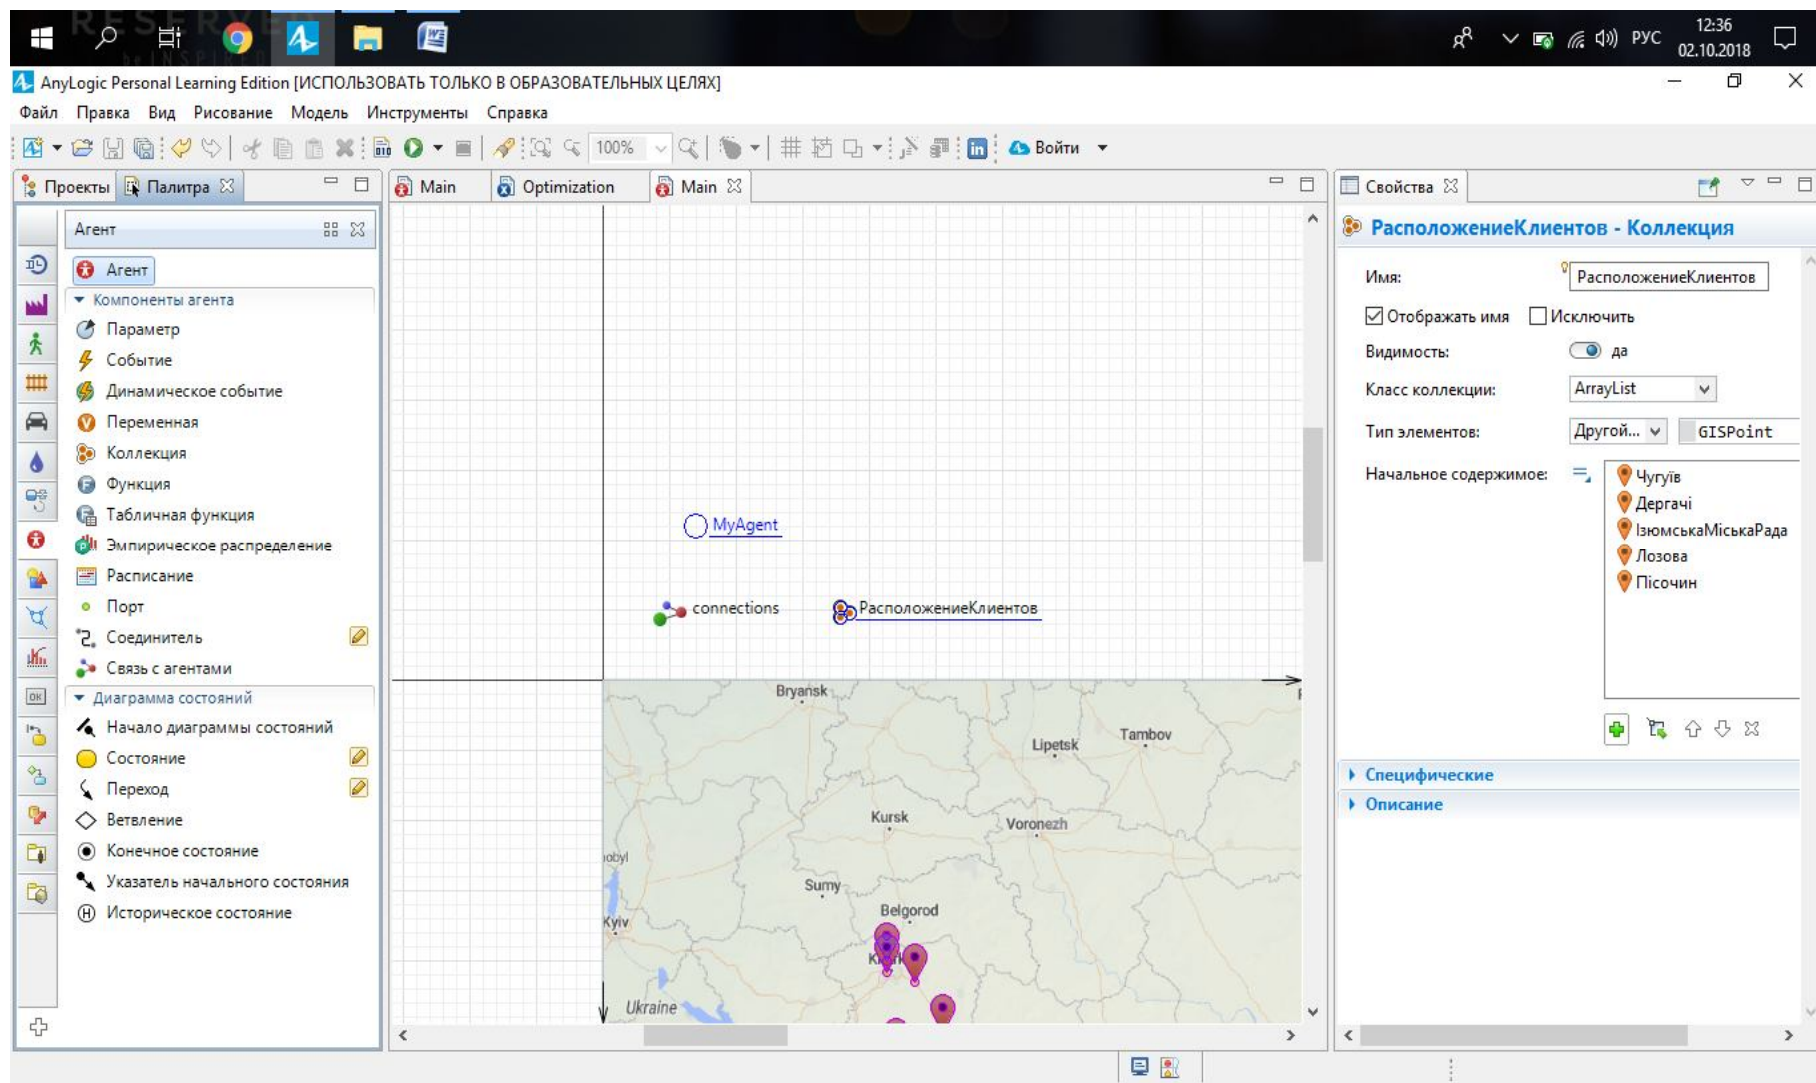 RESERVED
be INSPIRED
РУС
12:36
02.10.2018
AnyLogic Personal Learning Edition [ИСПОЛЬЗОВАТЬ ТОЛЬКО В ОБРАЗОВАТЕЛЬНЫХ ЦЕЛЯХ]
Файл Правка Вид Рисование Модель Инструменты Справка
100%
Войти
Проекты Палитра
Main Optimization Main
Свойства
Агент
Агент
Компоненты агента
Параметр
Событие
Динамическое событие
Переменная
Коллекция
Функция
Табличная функция
Эмпирическое распределение
Расписание
Порт
Соединитель
Связь с агентами
Диаграмма состояний
Начало диаграммы состояний
Состояние
Переход
Ветвление
Конечное состояние
Указатель начального состояния
Историческое состояние
MyAgent
connections
РасположениеКлиентов
Bryansk
Lipetsk
Tambov
Kursk
Voronezh
nobyl
Sumy
Belgorod
Kyiv
Ukraine
РасположениеКлиентов - Коллекция
Имя: РасположениеКлиентов
Отображать имя Исключить
Видимость: да
Класс коллекции: ArrayList
Тип элементов: Другой... GISPoint
Начальное содержимое:
Чугуїв
Дергачі
ІзюмськаМіськаРада
Лозова
Пісочин
Специфические
Описание